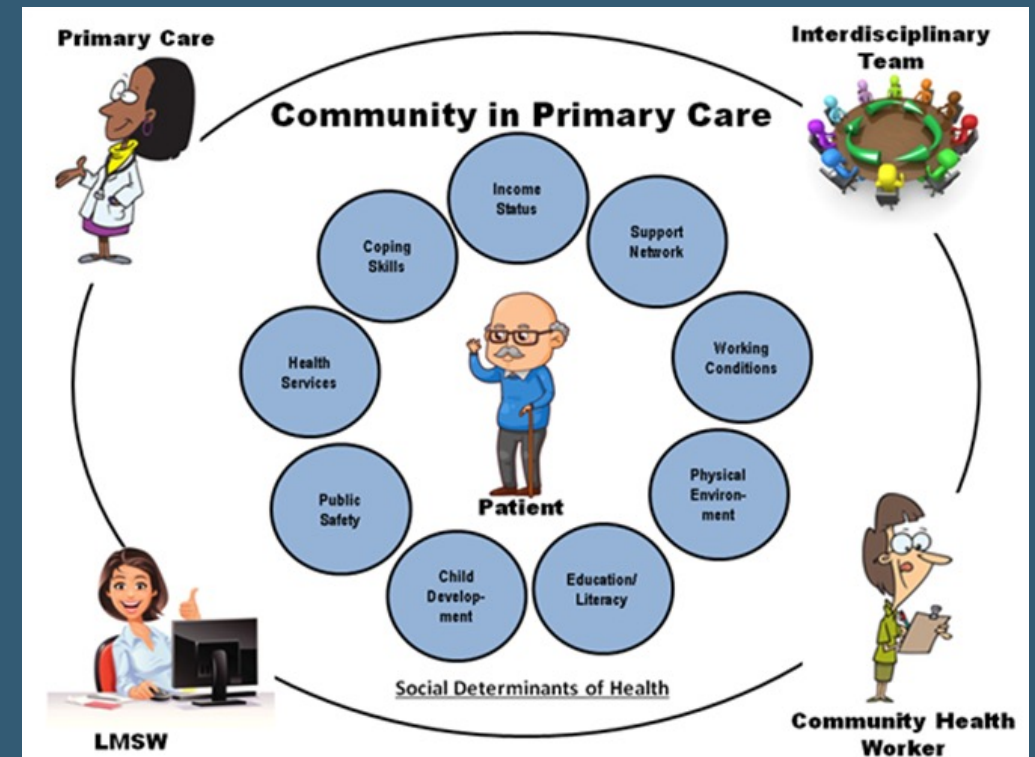 Primary Care
Interdisciplinary
Team
Community in Primary Care
Income
Status
Support
Network
Working
Conditions
Physical
Environ-
ment
Education/
Literacy
Child
Develop-
ment
Public
Safety
Health
Services
Coping
Skills
Patient
Social Determinants of Health
LMSW
Community Health
Worker